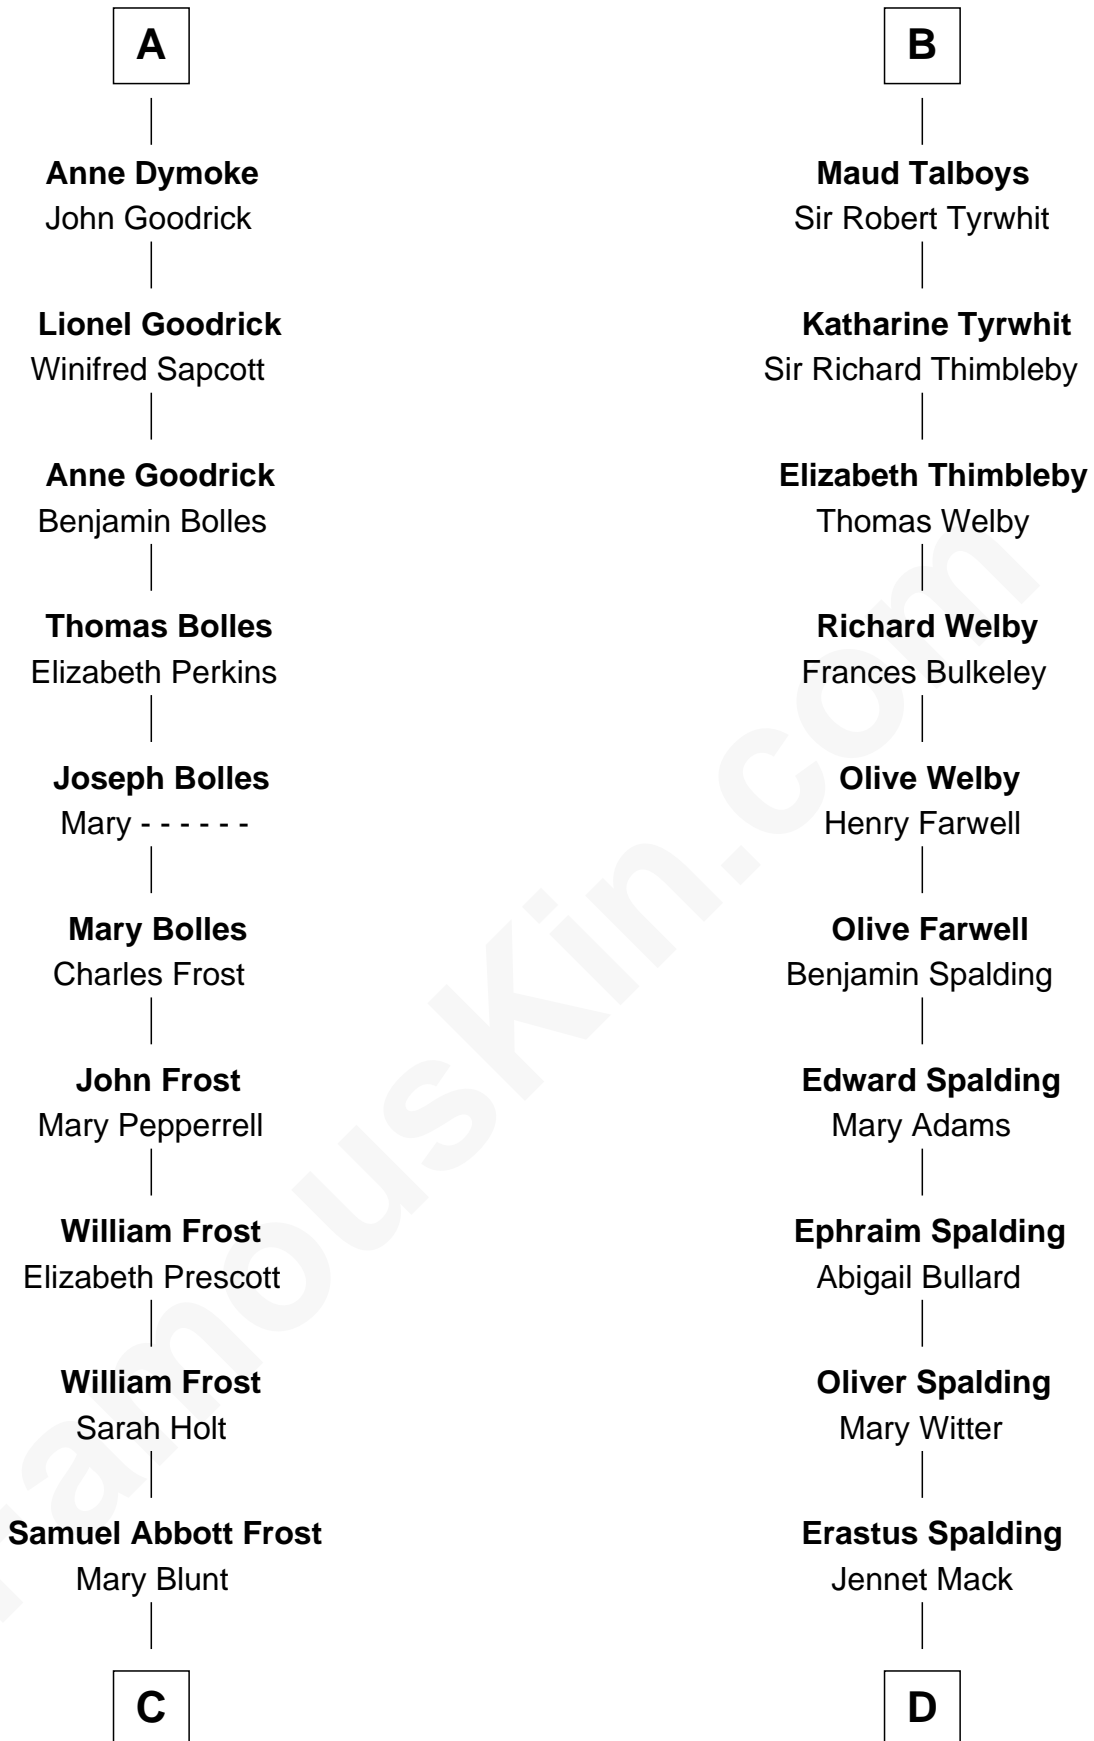 A
Anne Dymoke
John Goodrick
Lionel Goodrick
Winifred Sapcott
Anne Goodrick
Benjamin Bolles
Thomas Bolles
Elizabeth Perkins
Joseph Bolles
Mary - - - - - -
Mary Bolles
Charles Frost
John Frost
Mary Pepperrell
William Frost
Elizabeth Prescott
William Frost
Sarah Holt
Samuel Abbott Frost
Mary Blunt
C
B
Maud Talboys
Sir Robert Tyrwhit
Katharine Tyrwhit
Sir Richard Thimbleby
Elizabeth Thimbleby
Thomas Welby
Richard Welby
Frances Bulkeley
Olive Welby
Henry Farwell
Olive Farwell
Benjamin Spalding
Edward Spalding
Mary Adams
Ephraim Spalding
Abigail Bullard
Oliver Spalding
Mary Witter
Erastus Spalding
Jennet Mack
D
FamousKin.com